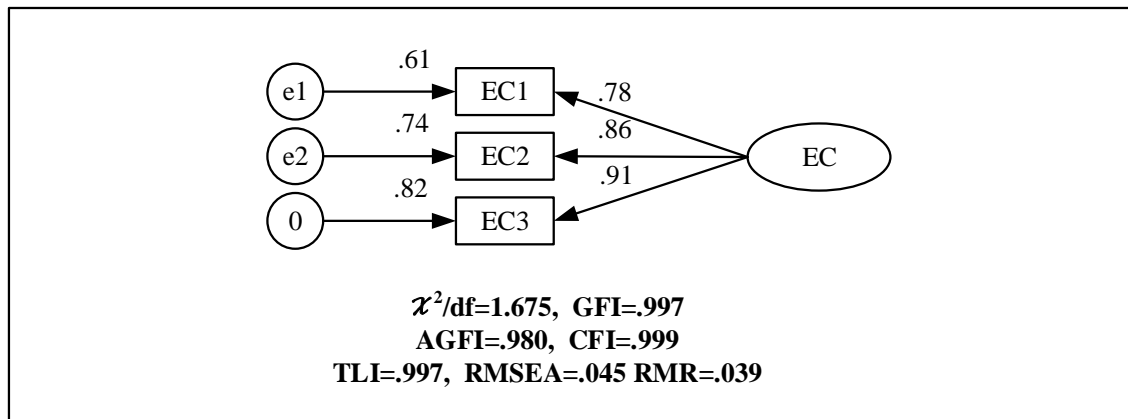 .61
e1
EC1
.78
.74
.86
e2
EC2
EC
.82
.91
0
EC3
𝒳²/df=1.675, GFI=.997
AGFI=.980, CFI=.999
TLI=.997, RMSEA=.045 RMR=.039